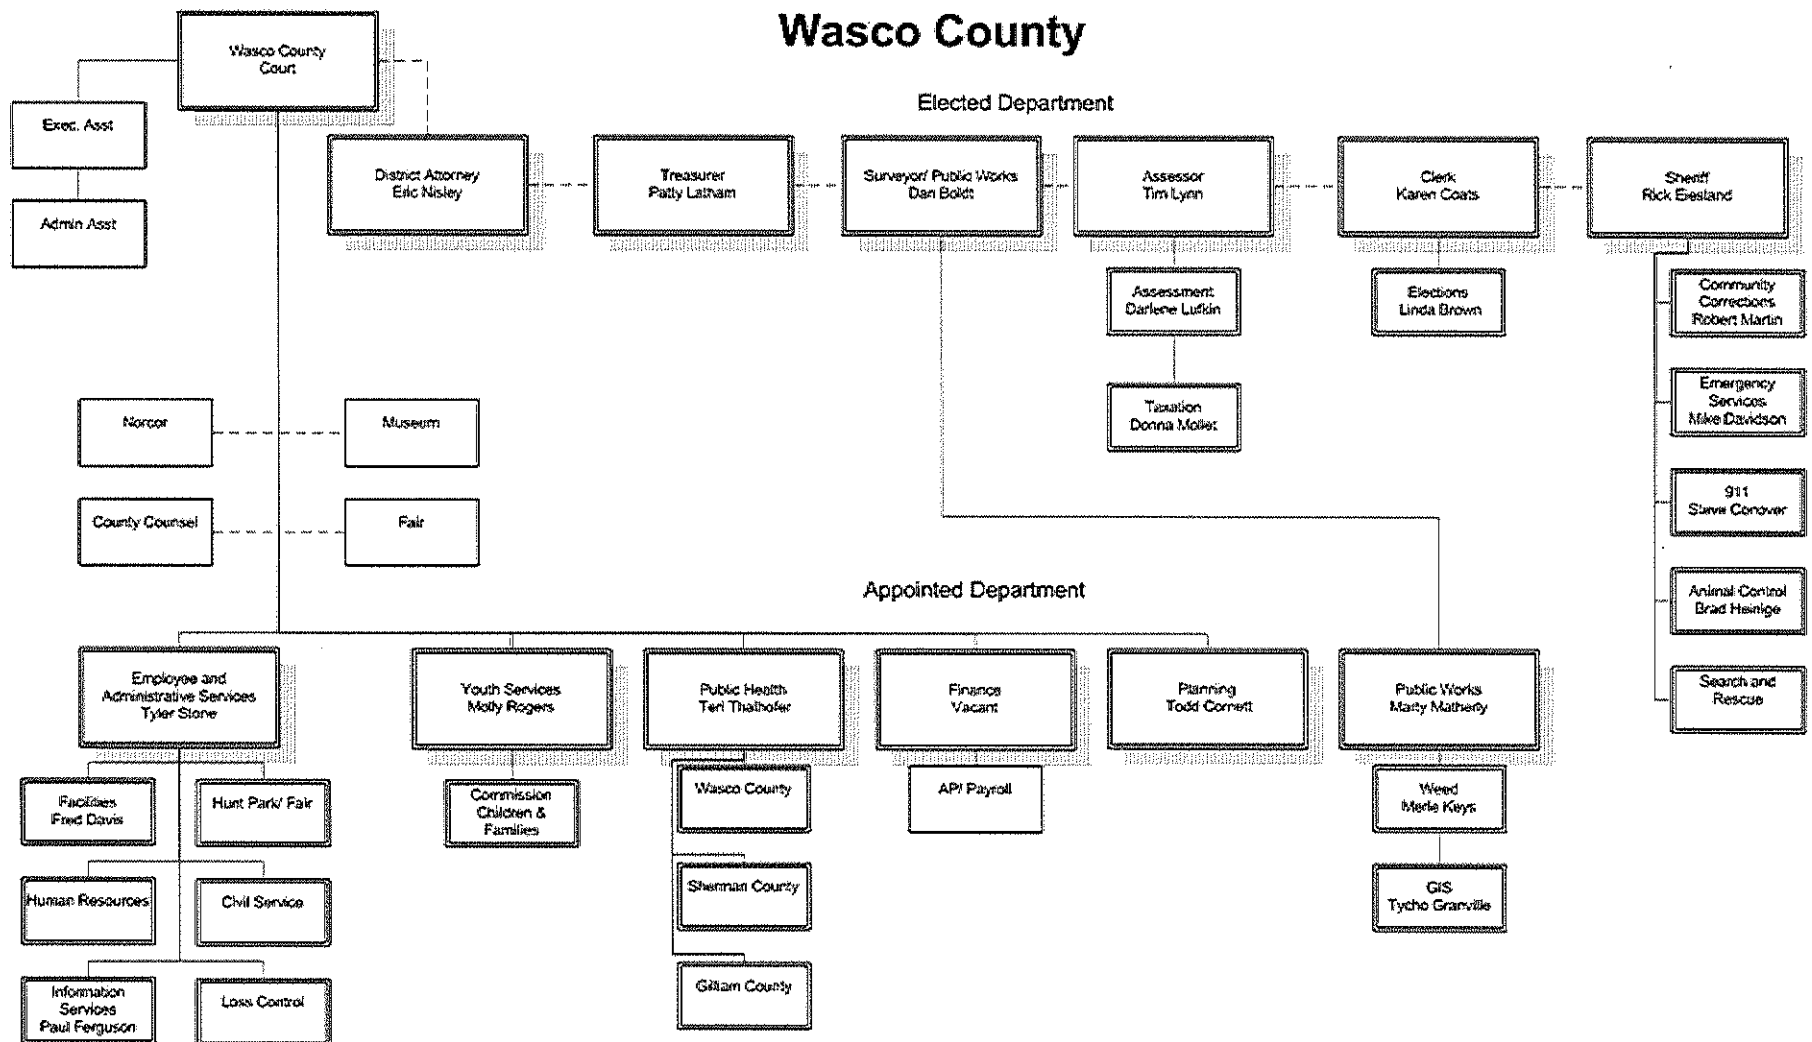 Wasco County
Wasco County
Court
Exec. Asst
Admin Asst
Elected Department
District Attorney
Eric Nisley
Treasurer
Patty Latham
Surveyor/ Public Works
Dan Boldt
Assessor
Tim Lynn
Clerk
Karen Coats
Sheriff
Rick Eiesland
Assessment
Darlene Lufkin
Taxation
Donna Mollet
Elections
Linda Brown
Community
Corrections
Robert Martin
Emergency
Services
Mike Davidson
911
Steve Conover
Animal Control
Brad Heinige
Search and
Rescue
Norcor
Museum
County Counsel
Fair
Appointed Department
Employee and
Administrative Services
Tyler Stone
Youth Services
Molly Rogers
Public Health
Teri Thalhofer
Finance
Vacant
Planning
Todd Cornett
Public Works
Marty Matherly
Facilities
Fred Davis
Hunt Park/ Fair
Human Resources
Civil Service
Information
Services
Paul Ferguson
Loss Control
Commission
Children &
Families
Wasco County
Sherman County
Gilliam County
AP/ Payroll
Weed
Merle Keys
GIS
Tycho Granville